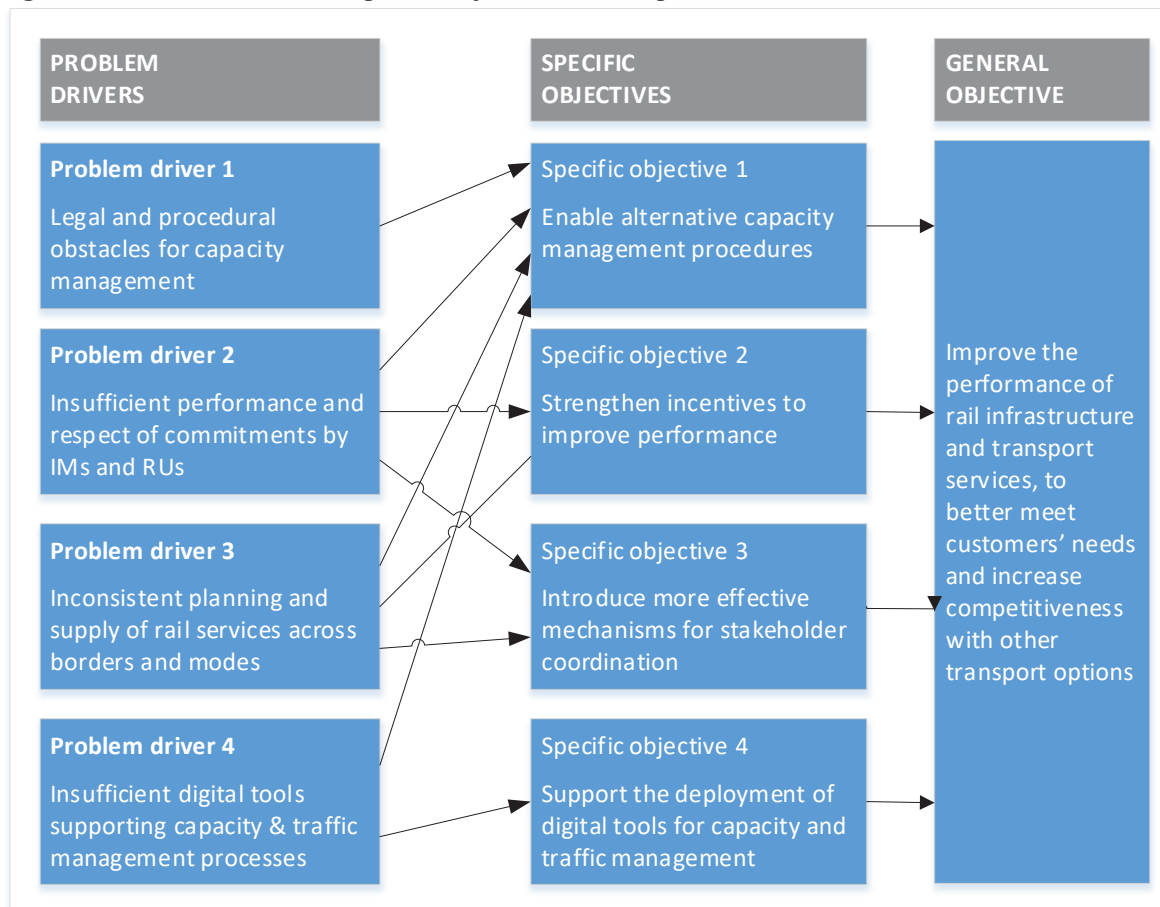 PROBLEM
DRIVERS
SPECIFIC
OBJECTIVES
GENERAL
OBJECTIVE
Problem driver 1
Legal and procedural
obstacles for capacity
management
Specific objective 1
Enable alternative capacity
management procedures
Problem driver 2
Insufficient performance and
respect of commitments by
IMs and RUs
Specific objective 2
Strengthen incentives to
improve performance
Problem driver 3
Inconsistent planning and
supply of rail services across
borders and modes
Specific objective 3
Introduce more effective
mechanisms for stakeholder
coordination
Problem driver 4
Insufficient digital tools
supporting capacity & traffic
management processes
Specific objective 4
Support the deployment of
digital tools for capacity and
traffic management
Improve the
performance of
rail infrastructure
and transport
services, to
better meet
customers’ needs
and increase
competitiveness
with other
transport options